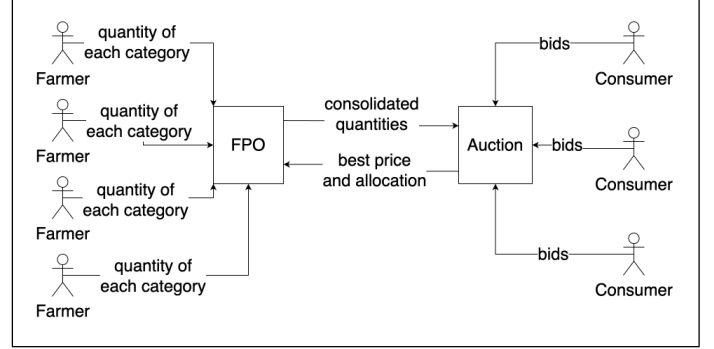 quantity of
each category
Farmer
quantity of
each category
Farmer
quantity of
each category
Farmer
quantity of
each category
Farmer
FPO
consolidated
quantities
best price
and allocation
Auction
bids
Consumer
bids
Consumer
bids
Consumer